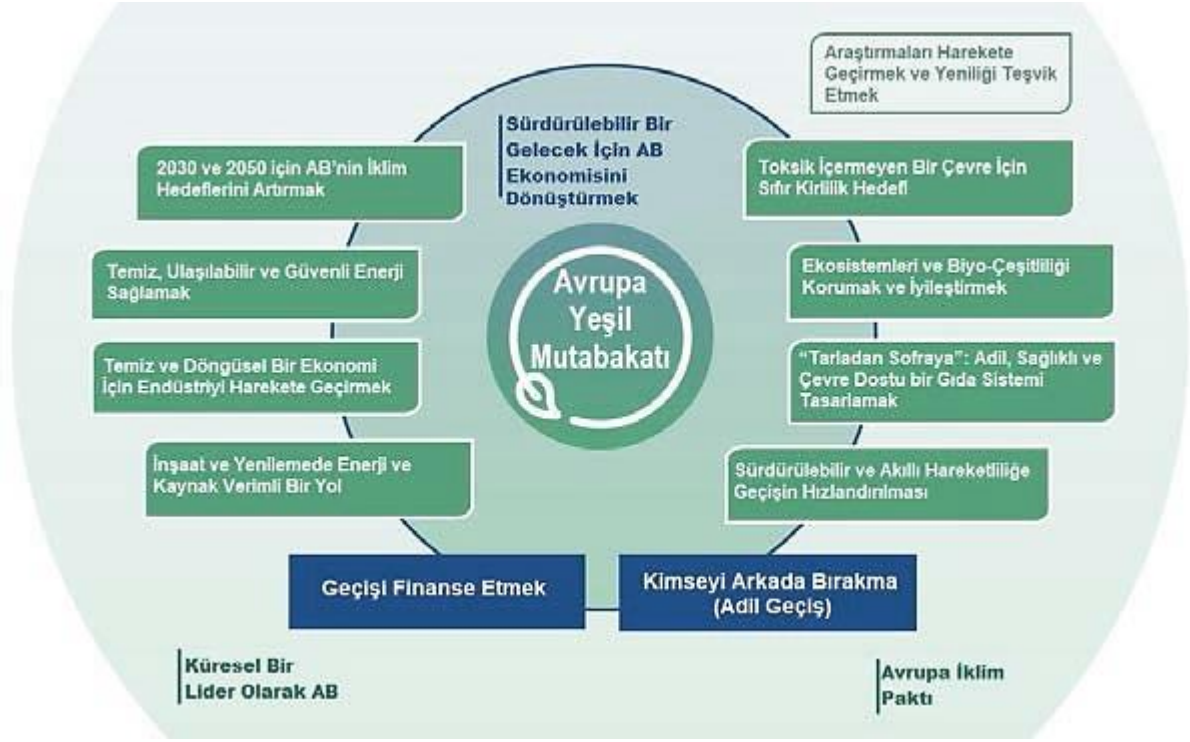 Araştırmaları Harekete
Geçirmek ve Yeniliği Teşvik
Etmek
Sürdürülebilir Bir
Gelecek İçin AB
Ekonomisini
Dönüştürmek
2030 ve 2050 için AB'nin İklim
Hedeflerini Artırmak
Toksik İçermeyen Bir Çevre İçin
Sıfır Kirlilik Hedefi
Temiz, Ulaşılabilir ve Güvenli Enerji
Sağlamak
Ekosistemleri ve Biyo-Çeşitliliği
Korumak ve İyileştirmek
Avrupa
Yeşil
Mutabakatı
Temiz ve Döngüsel Bir Ekonomi
İçin Endüstriyi Harekete Geçirmek
“Tarladan Sofraya”: Adil, Sağlıklı ve
Çevre Dostu bir Gıda Sistemi
Tasarlamak
İnşaat ve Yenilemede Enerji ve
Kaynak Verimli Bir Yol
Sürdürülebilir ve Akıllı Hareketliliğe
Geçişin Hızlandırılması
Geçişi Finanse Etmek
Kimseyi Arkada Bırakma
(Adil Geçiş)
Küresel Bir
Lider Olarak AB
Avrupa İklim
Paktı